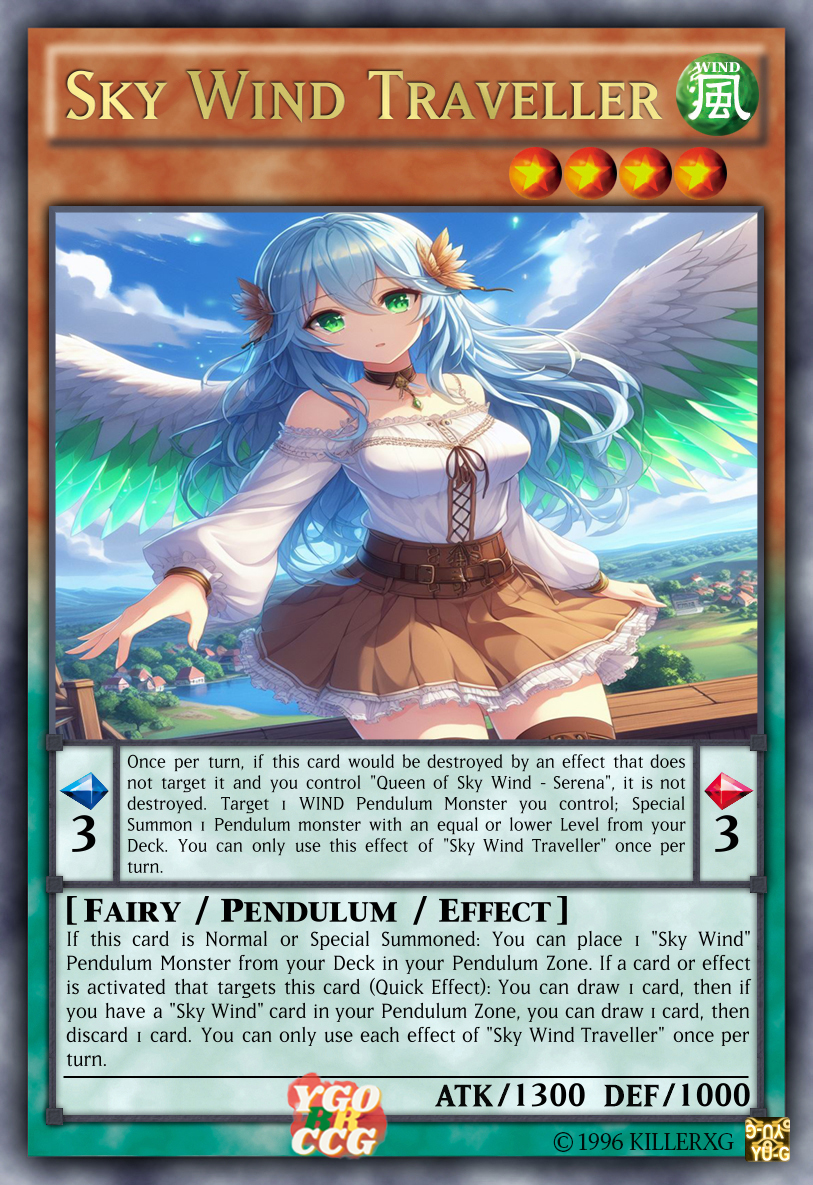 Sky Wind Traveller
WIND
風
Once per turn, if this card would be destroyed by an effect that does
not target it and you control "Queen of Sky Wind - Serena", it is not
destroyed. Target 1 WIND Pendulum Monster you control; Special
Summon 1 Pendulum monster with an equal or lower Level from your
Deck. You can only use this effect of "Sky Wind Traveller" once per
turn.
3
3
[ Fairy / Pendulum / Effect ]
If this card is Normal or Special Summoned: You can place 1 "Sky Wind"
Pendulum Monster from your Deck in your Pendulum Zone. If a card or effect
is activated that targets this card (Quick Effect): You can draw 1 card, then if
you have a "Sky Wind" card in your Pendulum Zone, you can draw 1 card, then
discard 1 card. You can only use each effect of "Sky Wind Traveller" once per
turn.
ATK/1300 DEF/1000
YGO
CCG
© 1996 KILLERXG
YU-G